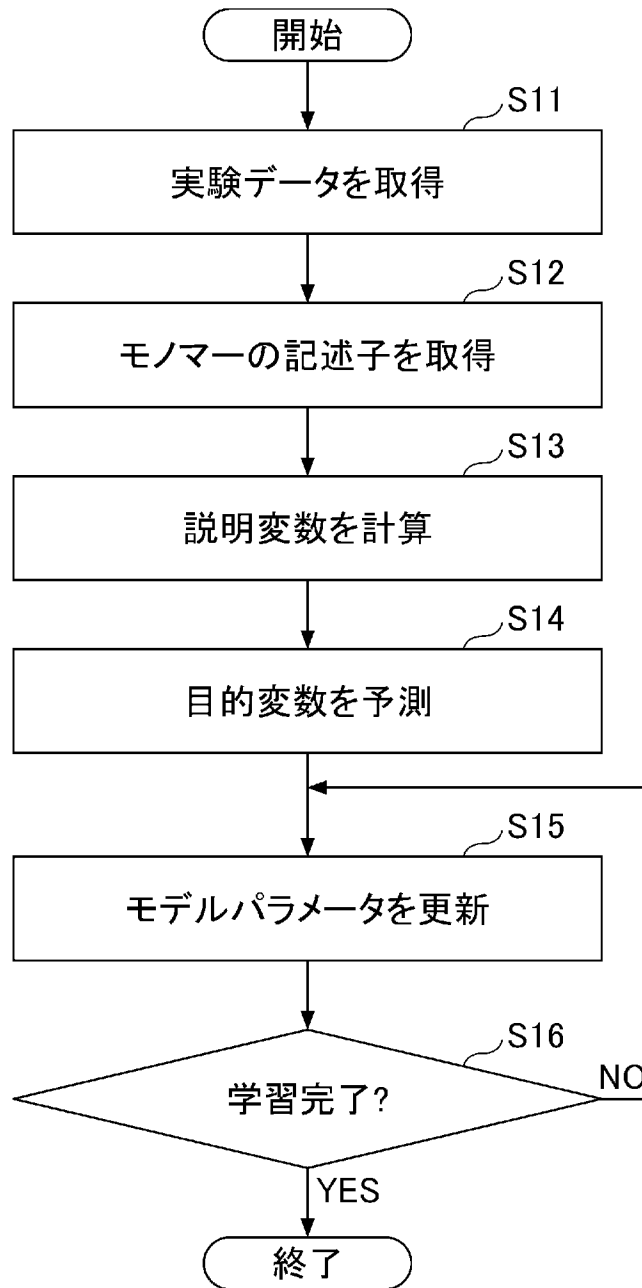 開始
S11
実験データを取得
S12
モノマーの記述子を取得
S13
説明変数を計算
S14
目的変数を予測
S15
モデルパラメータを更新
S16
学習完了?
NO
YES
終了